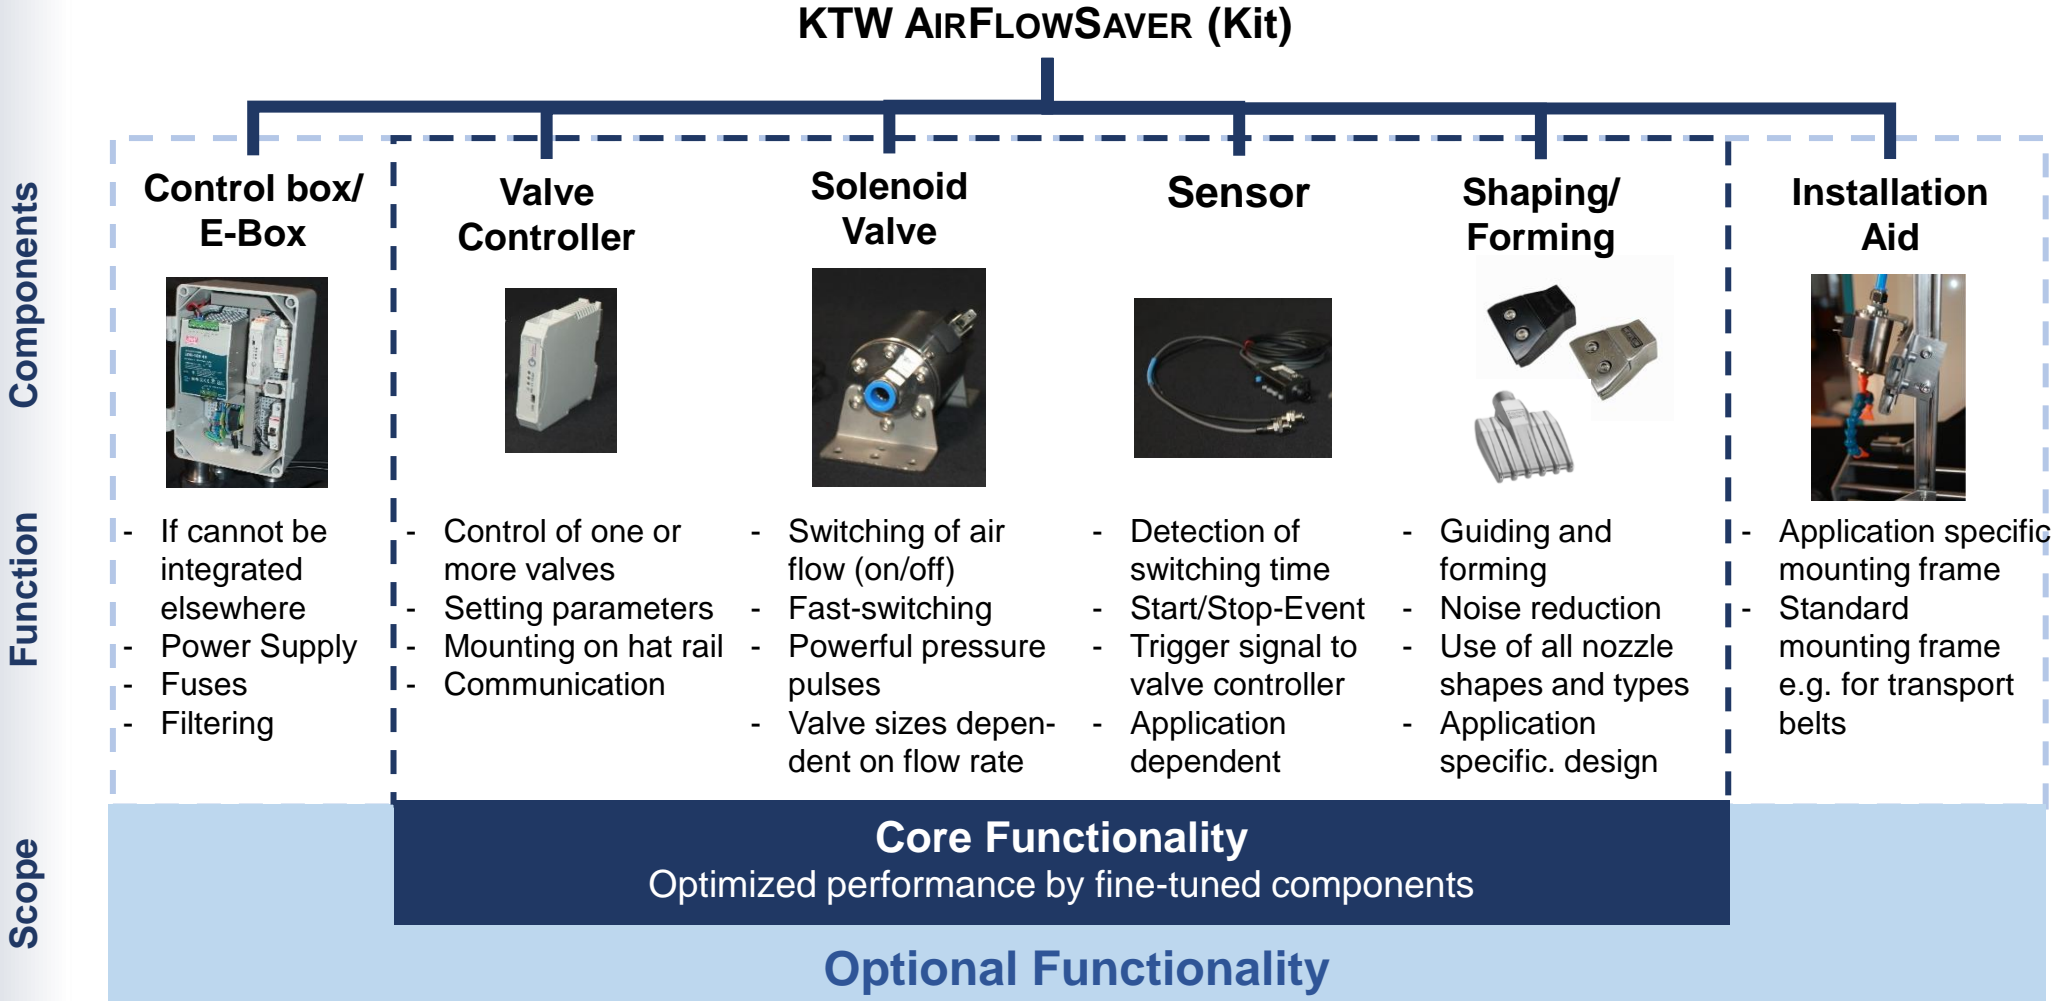 KTW AIRFLOWSAVER (Kit)
Components
Function
Scope
Control box/
E-Box
- If cannot be
integrated
elsewhere
- Power Supply
- Fuses
- Filtering
Valve
Controller
- Control of one or
more valves
- Setting parameters
- Mounting on hat rail
- Communication
Solenoid
Valve
- Switching of air
flow (on/off)
- Fast-switching
- Powerful pressure
pulses
- Valve sizes depen-
dent on flow rate
Sensor
- Detection of
switching time
- Start/Stop-Event
- Trigger signal to
valve controller
- Application
dependent
Shaping/
Forming
- Guiding and
forming
- Noise reduction
- Use of all nozzle
shapes and types
- Application
specific. design
Installation
Aid
- Application specific
mounting frame
- Standard
mounting frame
e.g. for transport
belts
Core Functionality
Optimized performance by fine-tuned components
Optional Functionality